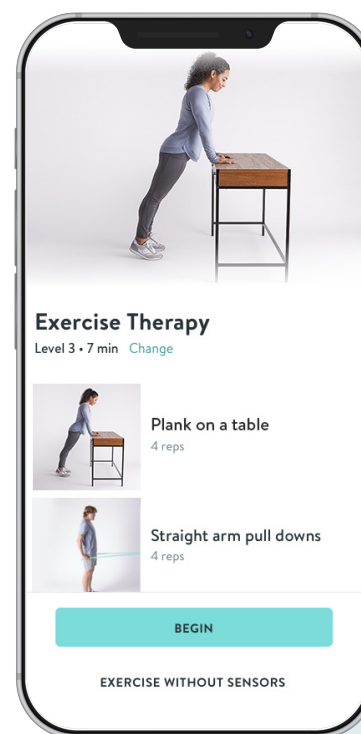 Exercise Therapy
Level 3 • 7 min Change
Plank on a table
4 reps
Straight arm pull downs
4 reps
BEGIN
EXERCISE WITHOUT SENSORS